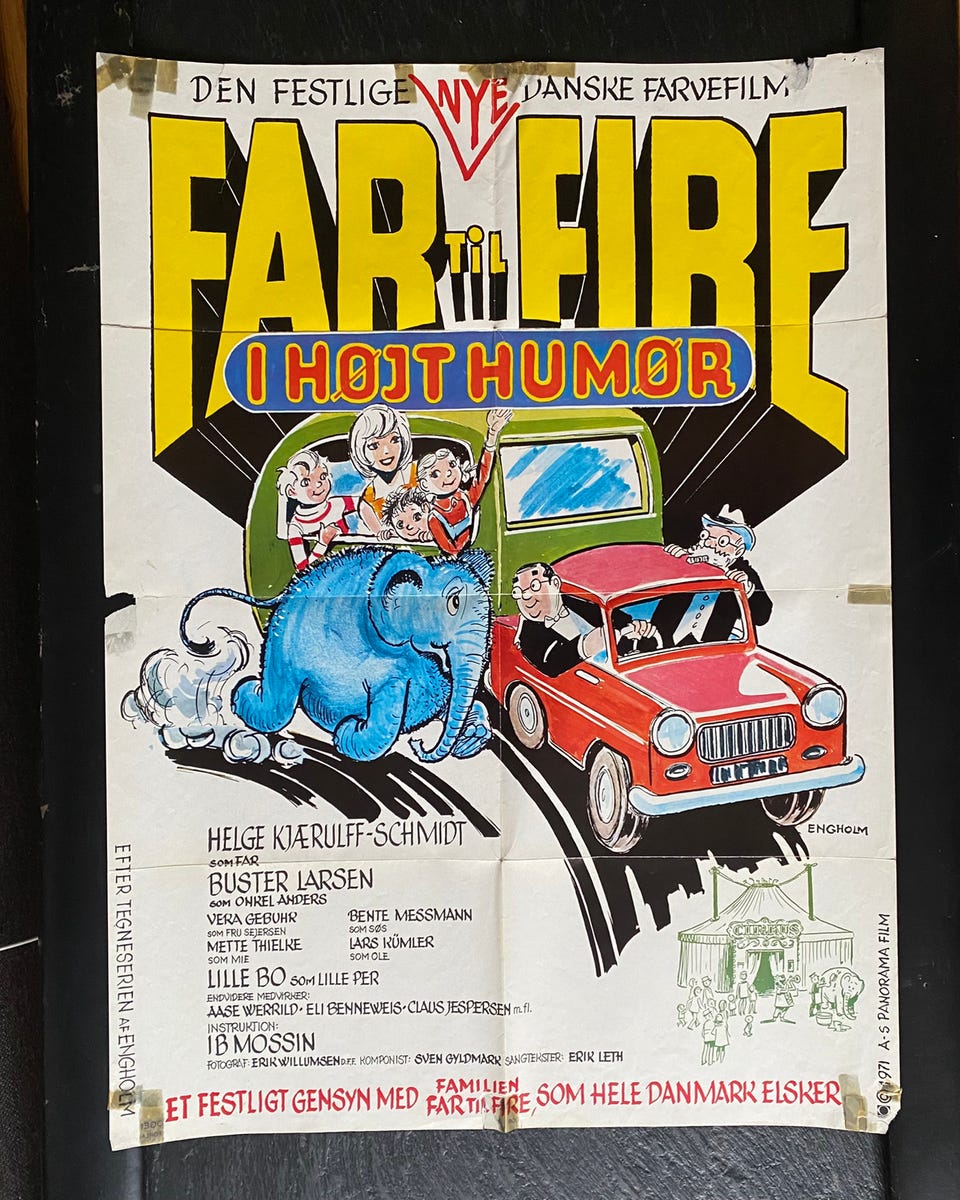 DEN FESTLIGE NYE DANSKE FARVEFILM
FAR TIL FIRE
I HØJT HUMØR
ENGHOLM
HELGE KJÆRULFF-SCHMIDT
SOM FAR
BUSTER LARSEN
SOM ONKEL ANDERS
VERA GEBUHR
SOM FRU SEJERSEN
BENTE MESSMANN
SOM SØS
METTE THIELKE
SOM MIE
LARS KÜMLER
SOM OLE
LILLE BO SOM LILLE PER
ENDVIDERE MEDVIRKER:
AASE WERRILD · ELI BENNEWEIS · CLAUS JESPERSEN m.fl.
INSTRUKTION:
IB MOSSIN
FOTOGRAF: ERIK WILLUMSEN D.F.F. KOMPONIST: SVEN GYLDMARK SANGTEKSTER: ERIK LETH
CIRKUS
EFTER TEGNESERIEN AF ENGHOLM
© 1971 A-S PANORAMA FILM
ET FESTLIGT GENSYN MED FAMILIEN FAR TIL FIRE, SOM HELE DANMARK ELSKER